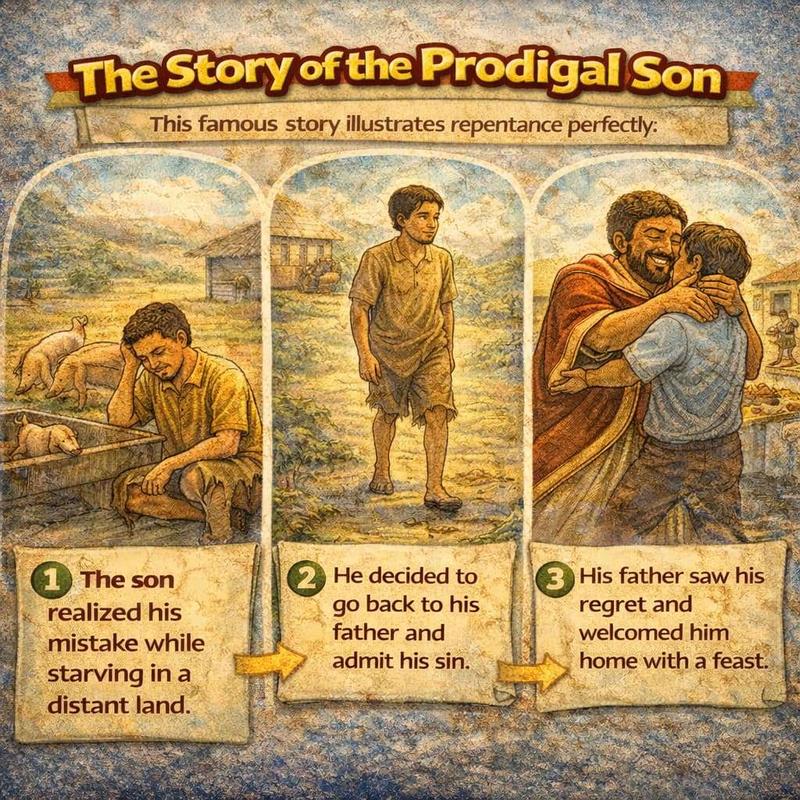 The Story of the Prodigal Son
This famous story illustrates repentance perfectly:
1 The son
realized his
mistake while
starving in a
distant land.
2 He decided to
go back to his
father and
admit his sin.
3 His father saw his
regret and
welcomed him
home with a feast.